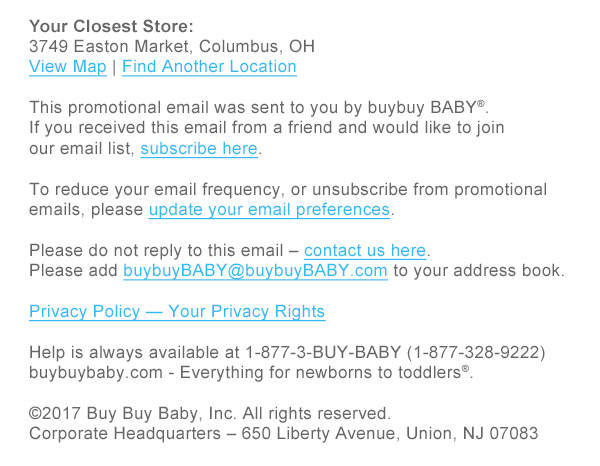 Your Closest Store:
3749 Easton Market, Columbus, OH
View Map | Find Another Location
This promotional email was sent to you by buybuy BABY®.
If you received this email from a friend and would like to join
our email list, subscribe here.
To reduce your email frequency, or unsubscribe from promotional
emails, please update your email preferences.
Please do not reply to this email – contact us here.
Please add buybuyBABY@buybuyBABY.com to your address book.
Privacy Policy — Your Privacy Rights
Help is always available at 1-877-3-BUY-BABY (1-877-328-9222)
buybuybaby.com - Everything for newborns to toddlers®.
©2017 Buy Buy Baby, Inc. All rights reserved.
Corporate Headquarters – 650 Liberty Avenue, Union, NJ 07083